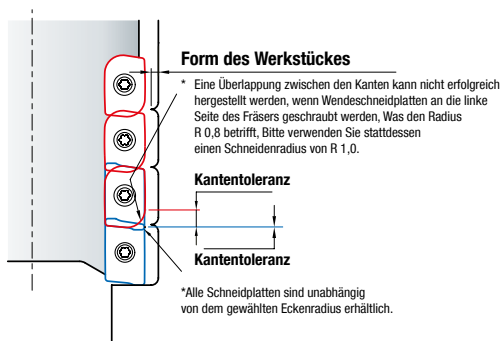 Form des Werkstückes
* Eine Überlappung zwischen den Kanten kann nicht erfolgreich
hergestellt werden, wenn Wendeschneidplatten an die linke
Seite des Fräsers geschraubt werden, Was den Radius
R 0,8 betrifft, Bitte verwenden Sie stattdessen
einen Schneidenradius von R 1,0.
Kantentoleranz
Kantentoleranz
*Alle Schneidplatten sind unabhängig
von dem gewählten Eckenradius erhältlich.